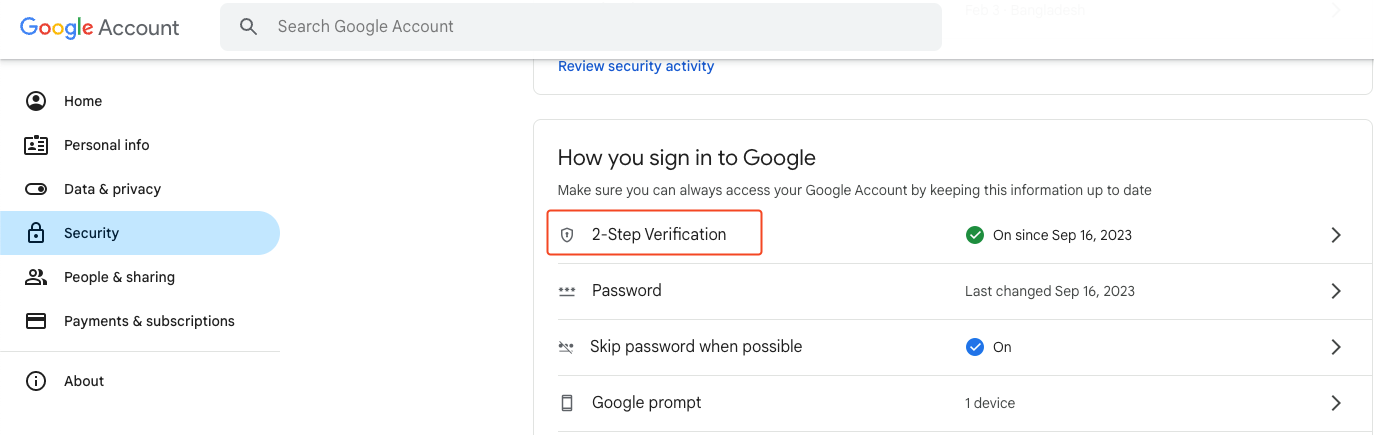 Google Account
Search Google Account
Feb 3 · Bangladesh
Review security activity
Home
Personal info
Data & privacy
Security
People & sharing
Payments & subscriptions
About
How you sign in to Google
Make sure you can always access your Google Account by keeping this information up to date
2-Step Verification On since Sep 16, 2023
Password Last changed Sep 16, 2023
Skip password when possible On
Google prompt 1 device